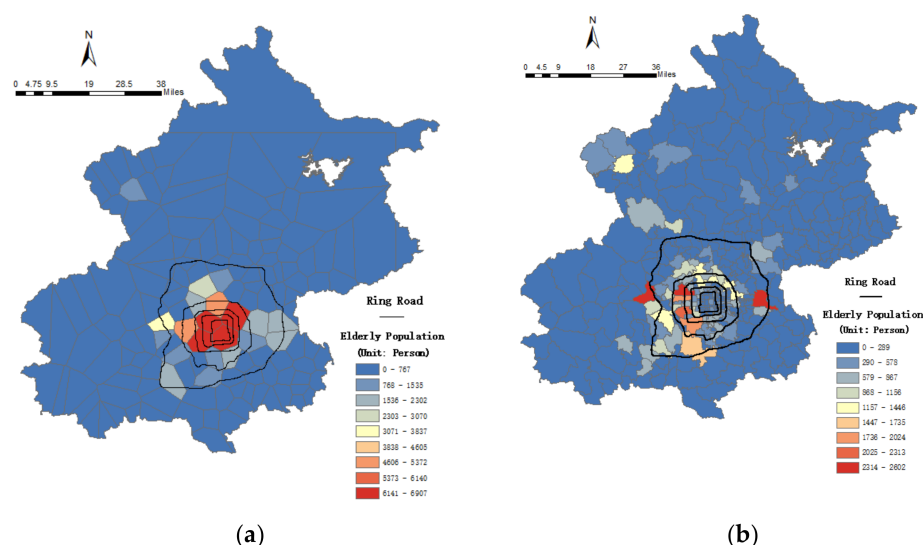 N
0 4.75 9.5 19 28.5 38
Miles
Ring Road
Elderly Population
(Unit: Person)
0 - 767
768 - 1535
1536 - 2302
2303 - 3070
3071 - 3837
3838 - 4605
4606 - 5372
5373 - 6140
6141 - 6907
(a)
N
0 4.5 9 18 27 36
Miles
Ring Road
Elderly Population
(Unit: Person)
0 - 289
290 - 578
579 - 867
868 - 1156
1157 - 1446
1447 - 1735
1736 - 2024
2025 - 2313
2314 - 2602
(b)